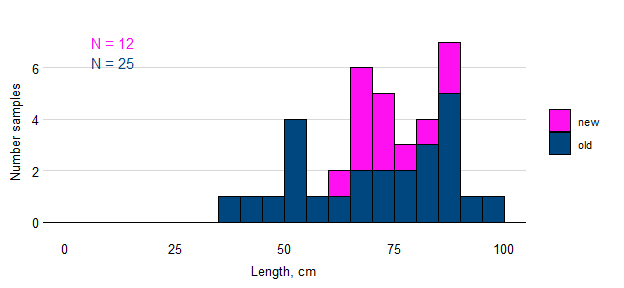 N = 12
N = 25
Number samples
6
4
2
0
0 25 50 75 100
Length, cm
new
old